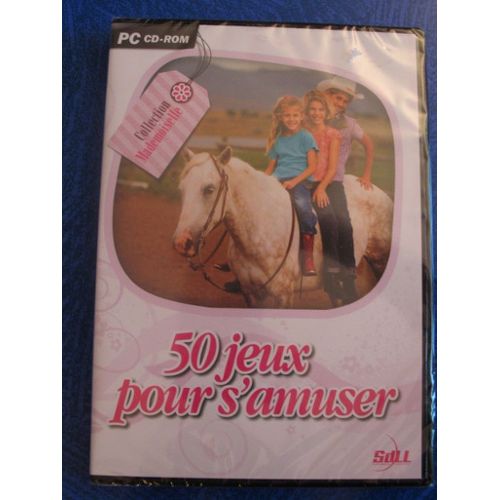 PC CD-ROM
Collection
Mademoiselle
50 jeux
pour s'amuser
SdLL